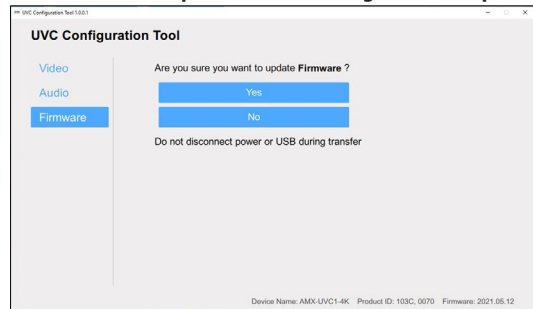 UVC Configuration Tool 1.0.0.1
UVC Configuration Tool
Video
Audio
Firmware
Are you sure you want to update Firmware ?
Yes
No
Do not disconnect power or USB during transfer
Device Name: AMX-UVC1-4K Product ID: 103C, 0070 Firmware: 2021.05.12